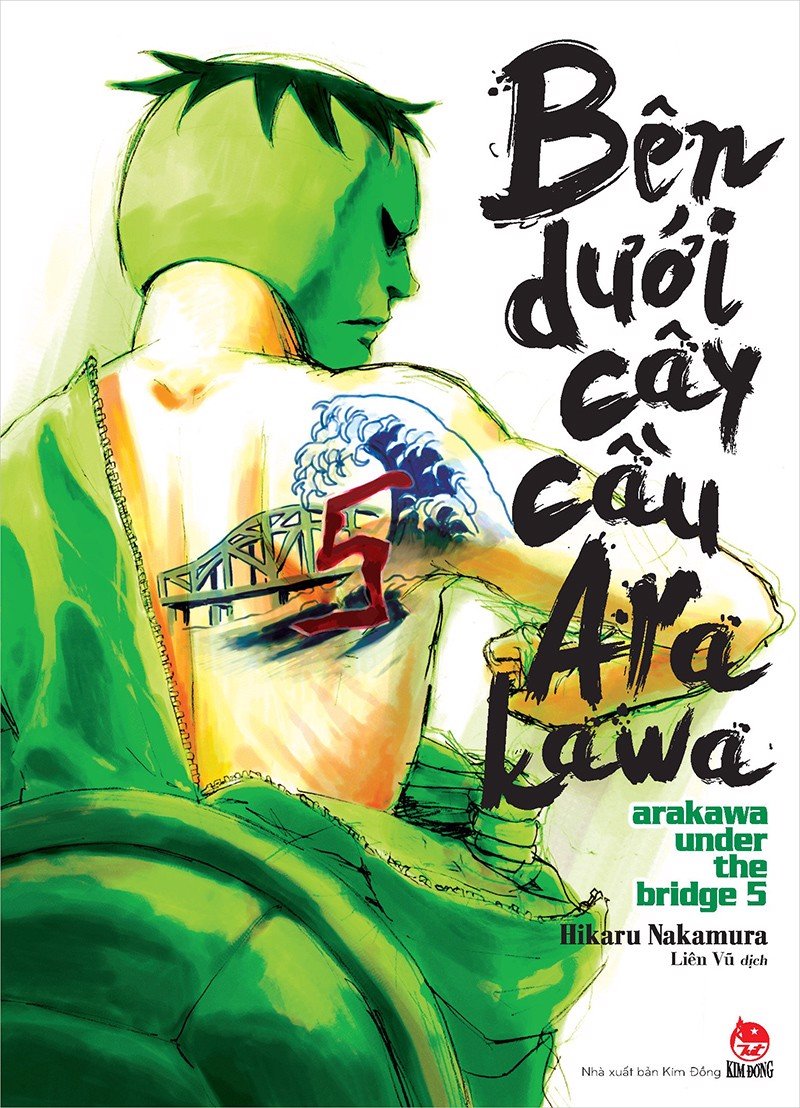 Bên
dưới
cây
cầu
Ara
kawa
5
arakawa
under
the
bridge 5
Hikaru Nakamura
Liên Vũ dịch
Nhà xuất bản Kim Đồng
KIM ĐỒNG